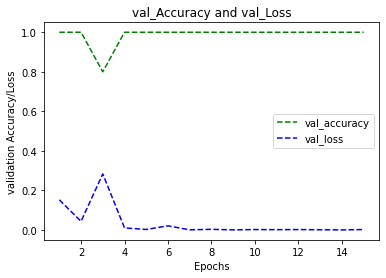 val_Accuracy and val_Loss
validation Accuracy/Loss
1.0
0.8
0.6
0.4
0.2
0.0
val_accuracy
val_loss
2 4 6 8 10 12 14
Epochs